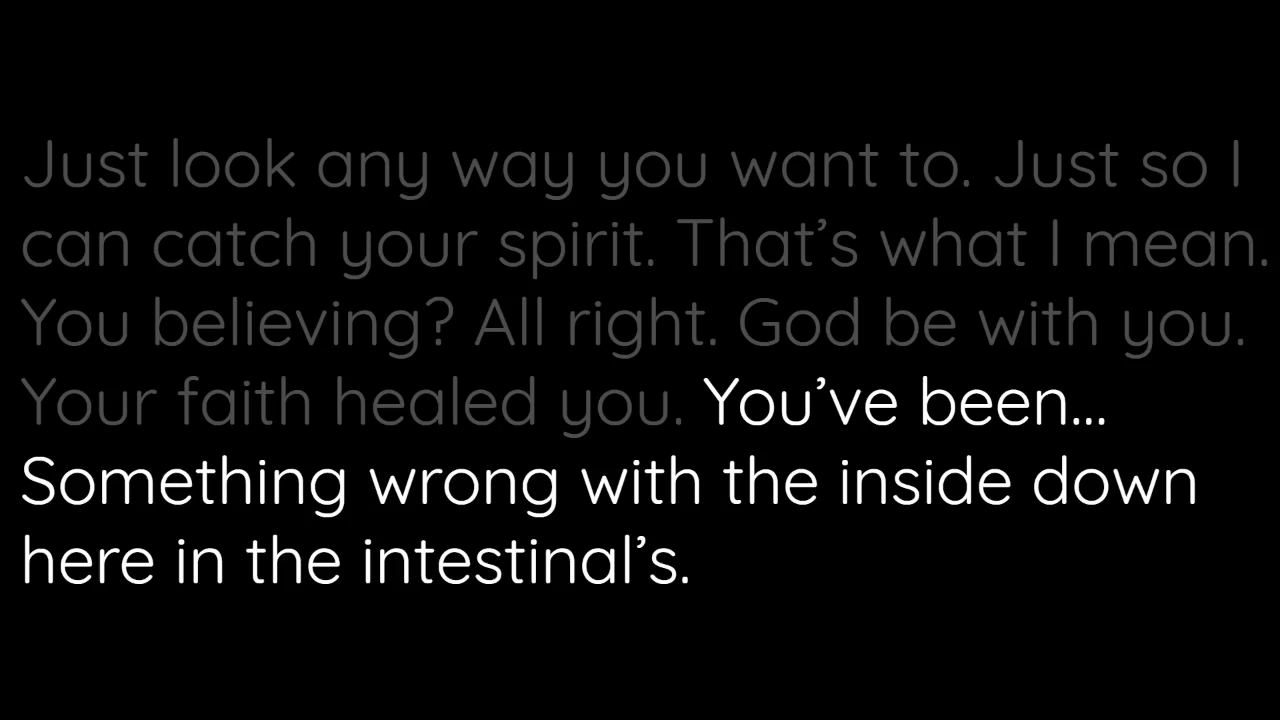 Just look any way you want to. Just so I
can catch your spirit. That’s what I mean.
You believing? All right. God be with you.
Your faith healed you. You’ve been...
Something wrong with the inside down
here in the intestinal’s.